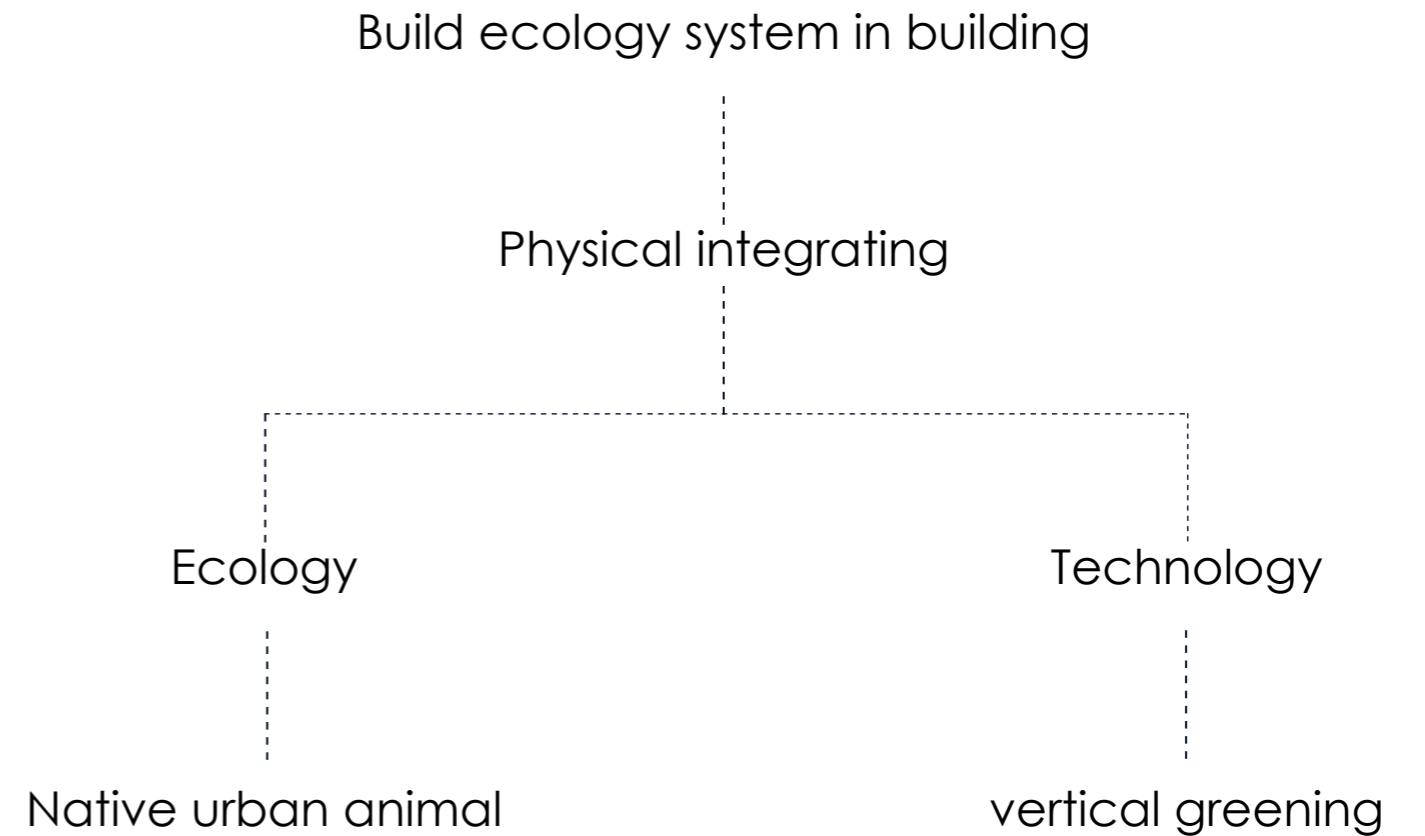 Build ecology system in building
Physical integrating
Ecology
Technology
Native urban animal
vertical greening